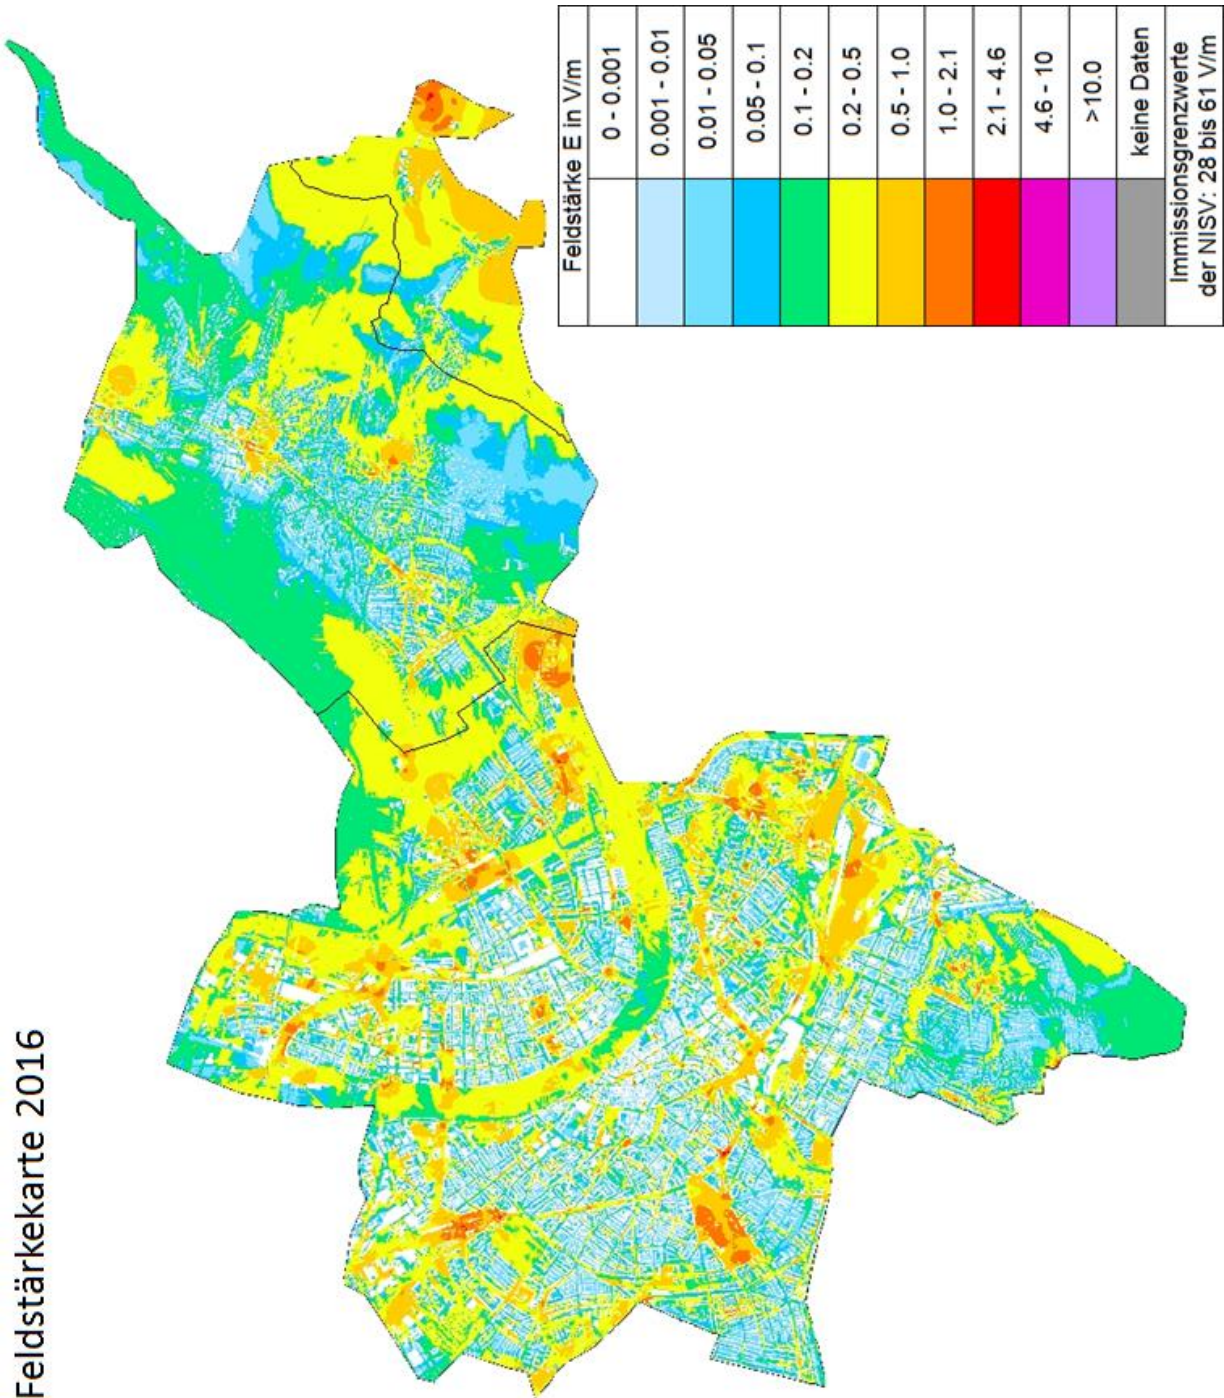 Feldstärkekarte 2016
Feldstärke E in V/m
0 - 0.001
0.001 - 0.01
0.01 - 0.05
0.05 - 0.1
0.1 - 0.2
0.2 - 0.5
0.5 - 1.0
1.0 - 2.1
2.1 - 4.6
4.6 - 10
>10.0
keine Daten
Immissionsgrenzwerte
der NISV: 28 bis 61 V/m